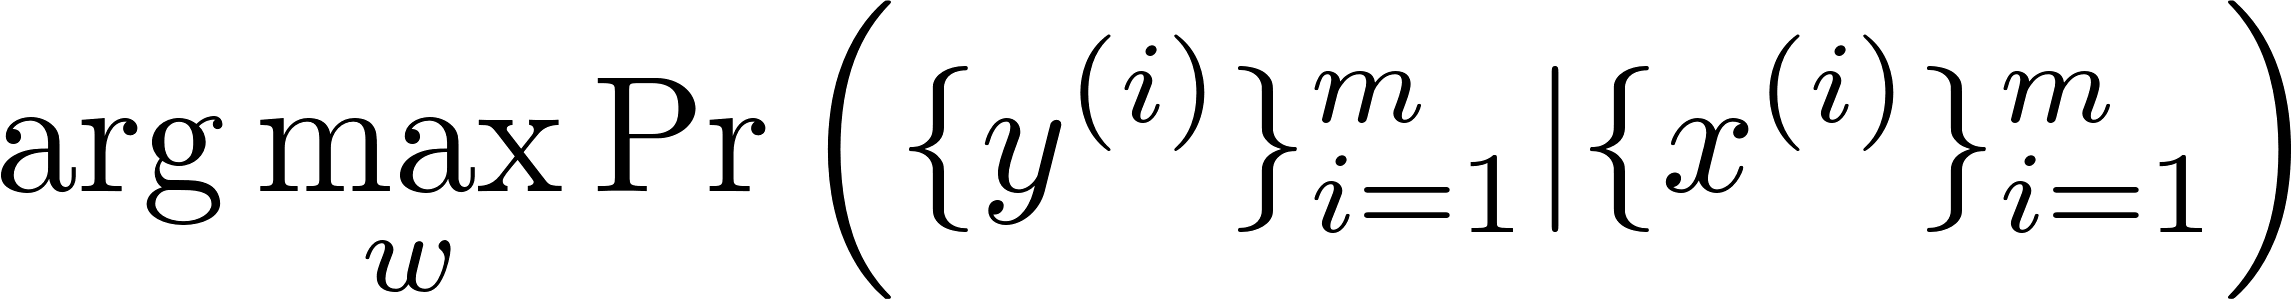 arg max_w Pr ( {y^(i)}_{i=1}^m | {x^(i)}_{i=1}^m )